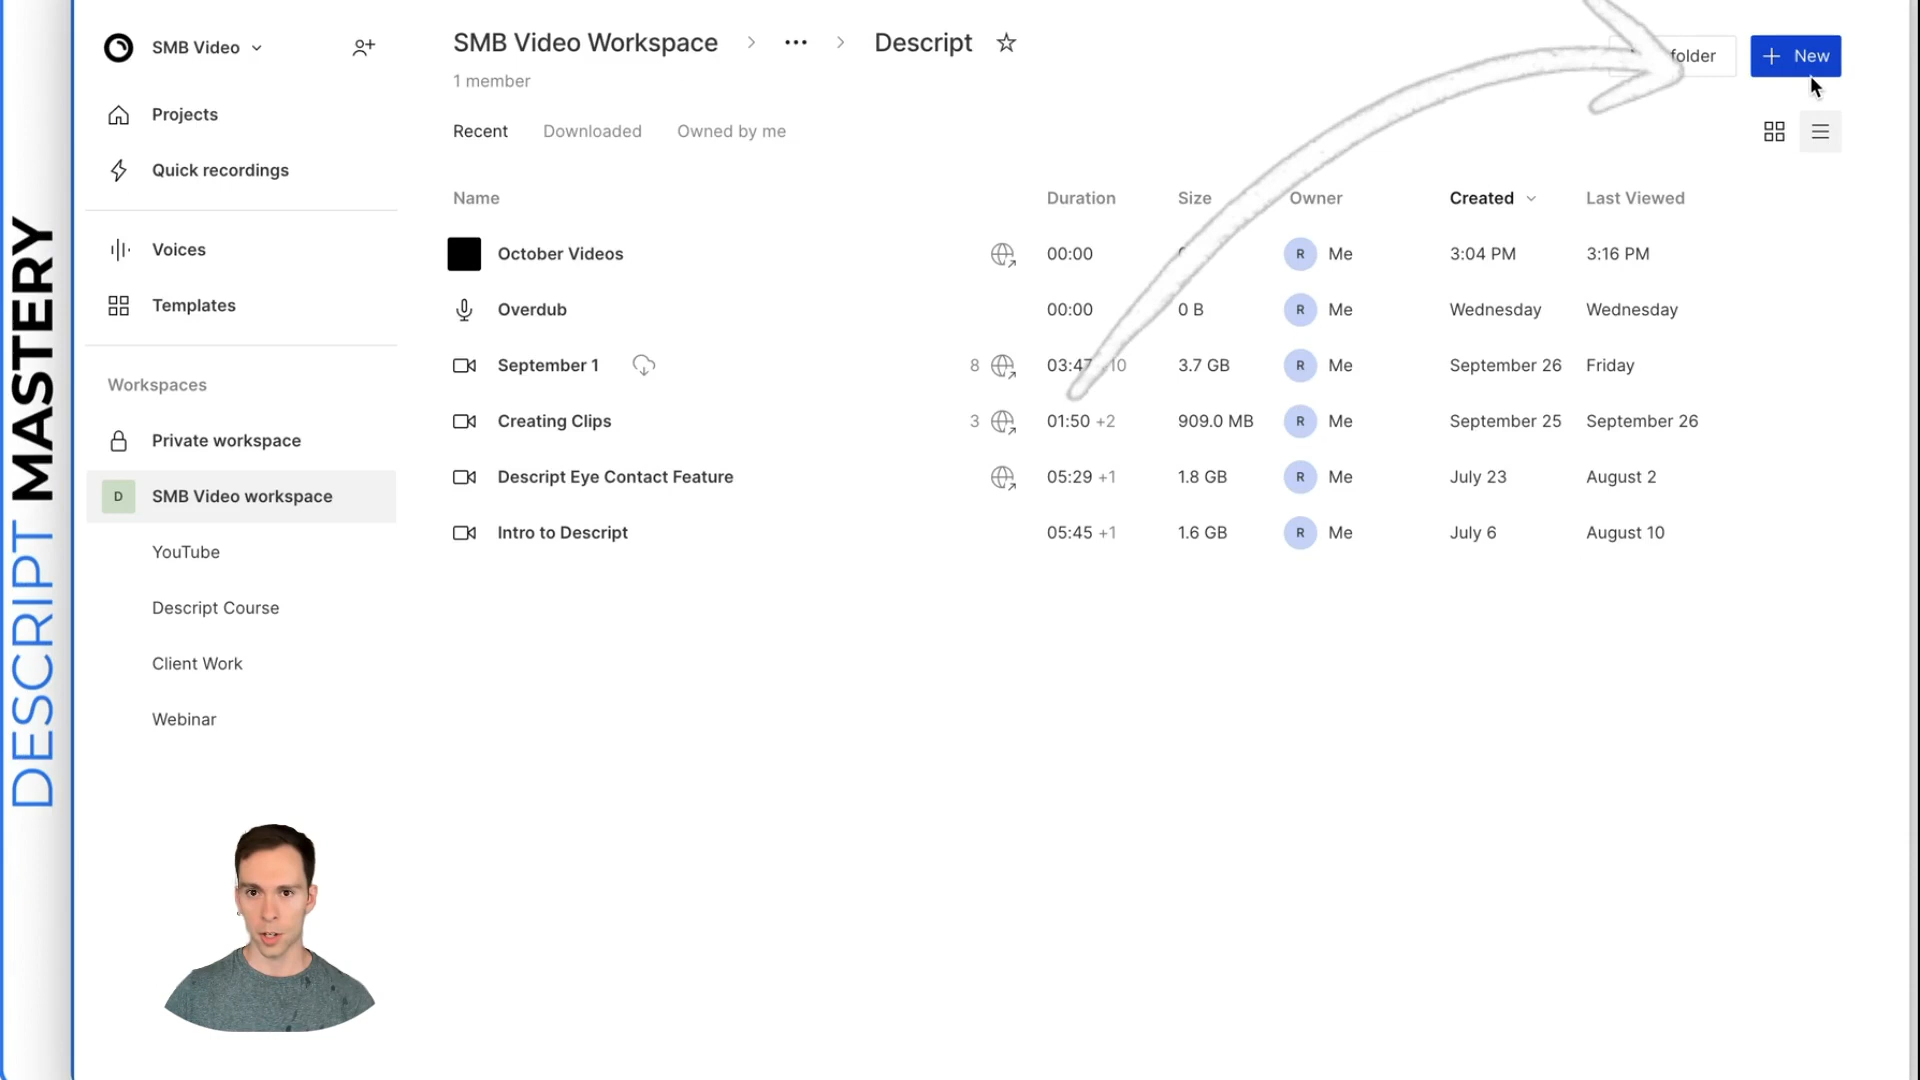 DESCRIPT MASTERY
SMB Video
Projects
Quick recordings
Voices
Templates
Workspaces
Private workspace
D SMB Video workspace
YouTube
Descript Course
Client Work
Webinar
SMB Video Workspace > ... > Descript
1 member
folder
+ New
Recent Downloaded Owned by me
Name Duration Size Owner Created Last Viewed
October Videos 00:00 R Me 3:04 PM 3:16 PM
Overdub 00:00 0 B R Me Wednesday Wednesday
September 1 8 03:47 10 3.7 GB R Me September 26 Friday
Creating Clips 3 01:50 +2 909.0 MB R Me September 25 September 26
Descript Eye Contact Feature 05:29 +1 1.8 GB R Me July 23 August 2
Intro to Descript 05:45 +1 1.6 GB R Me July 6 August 10